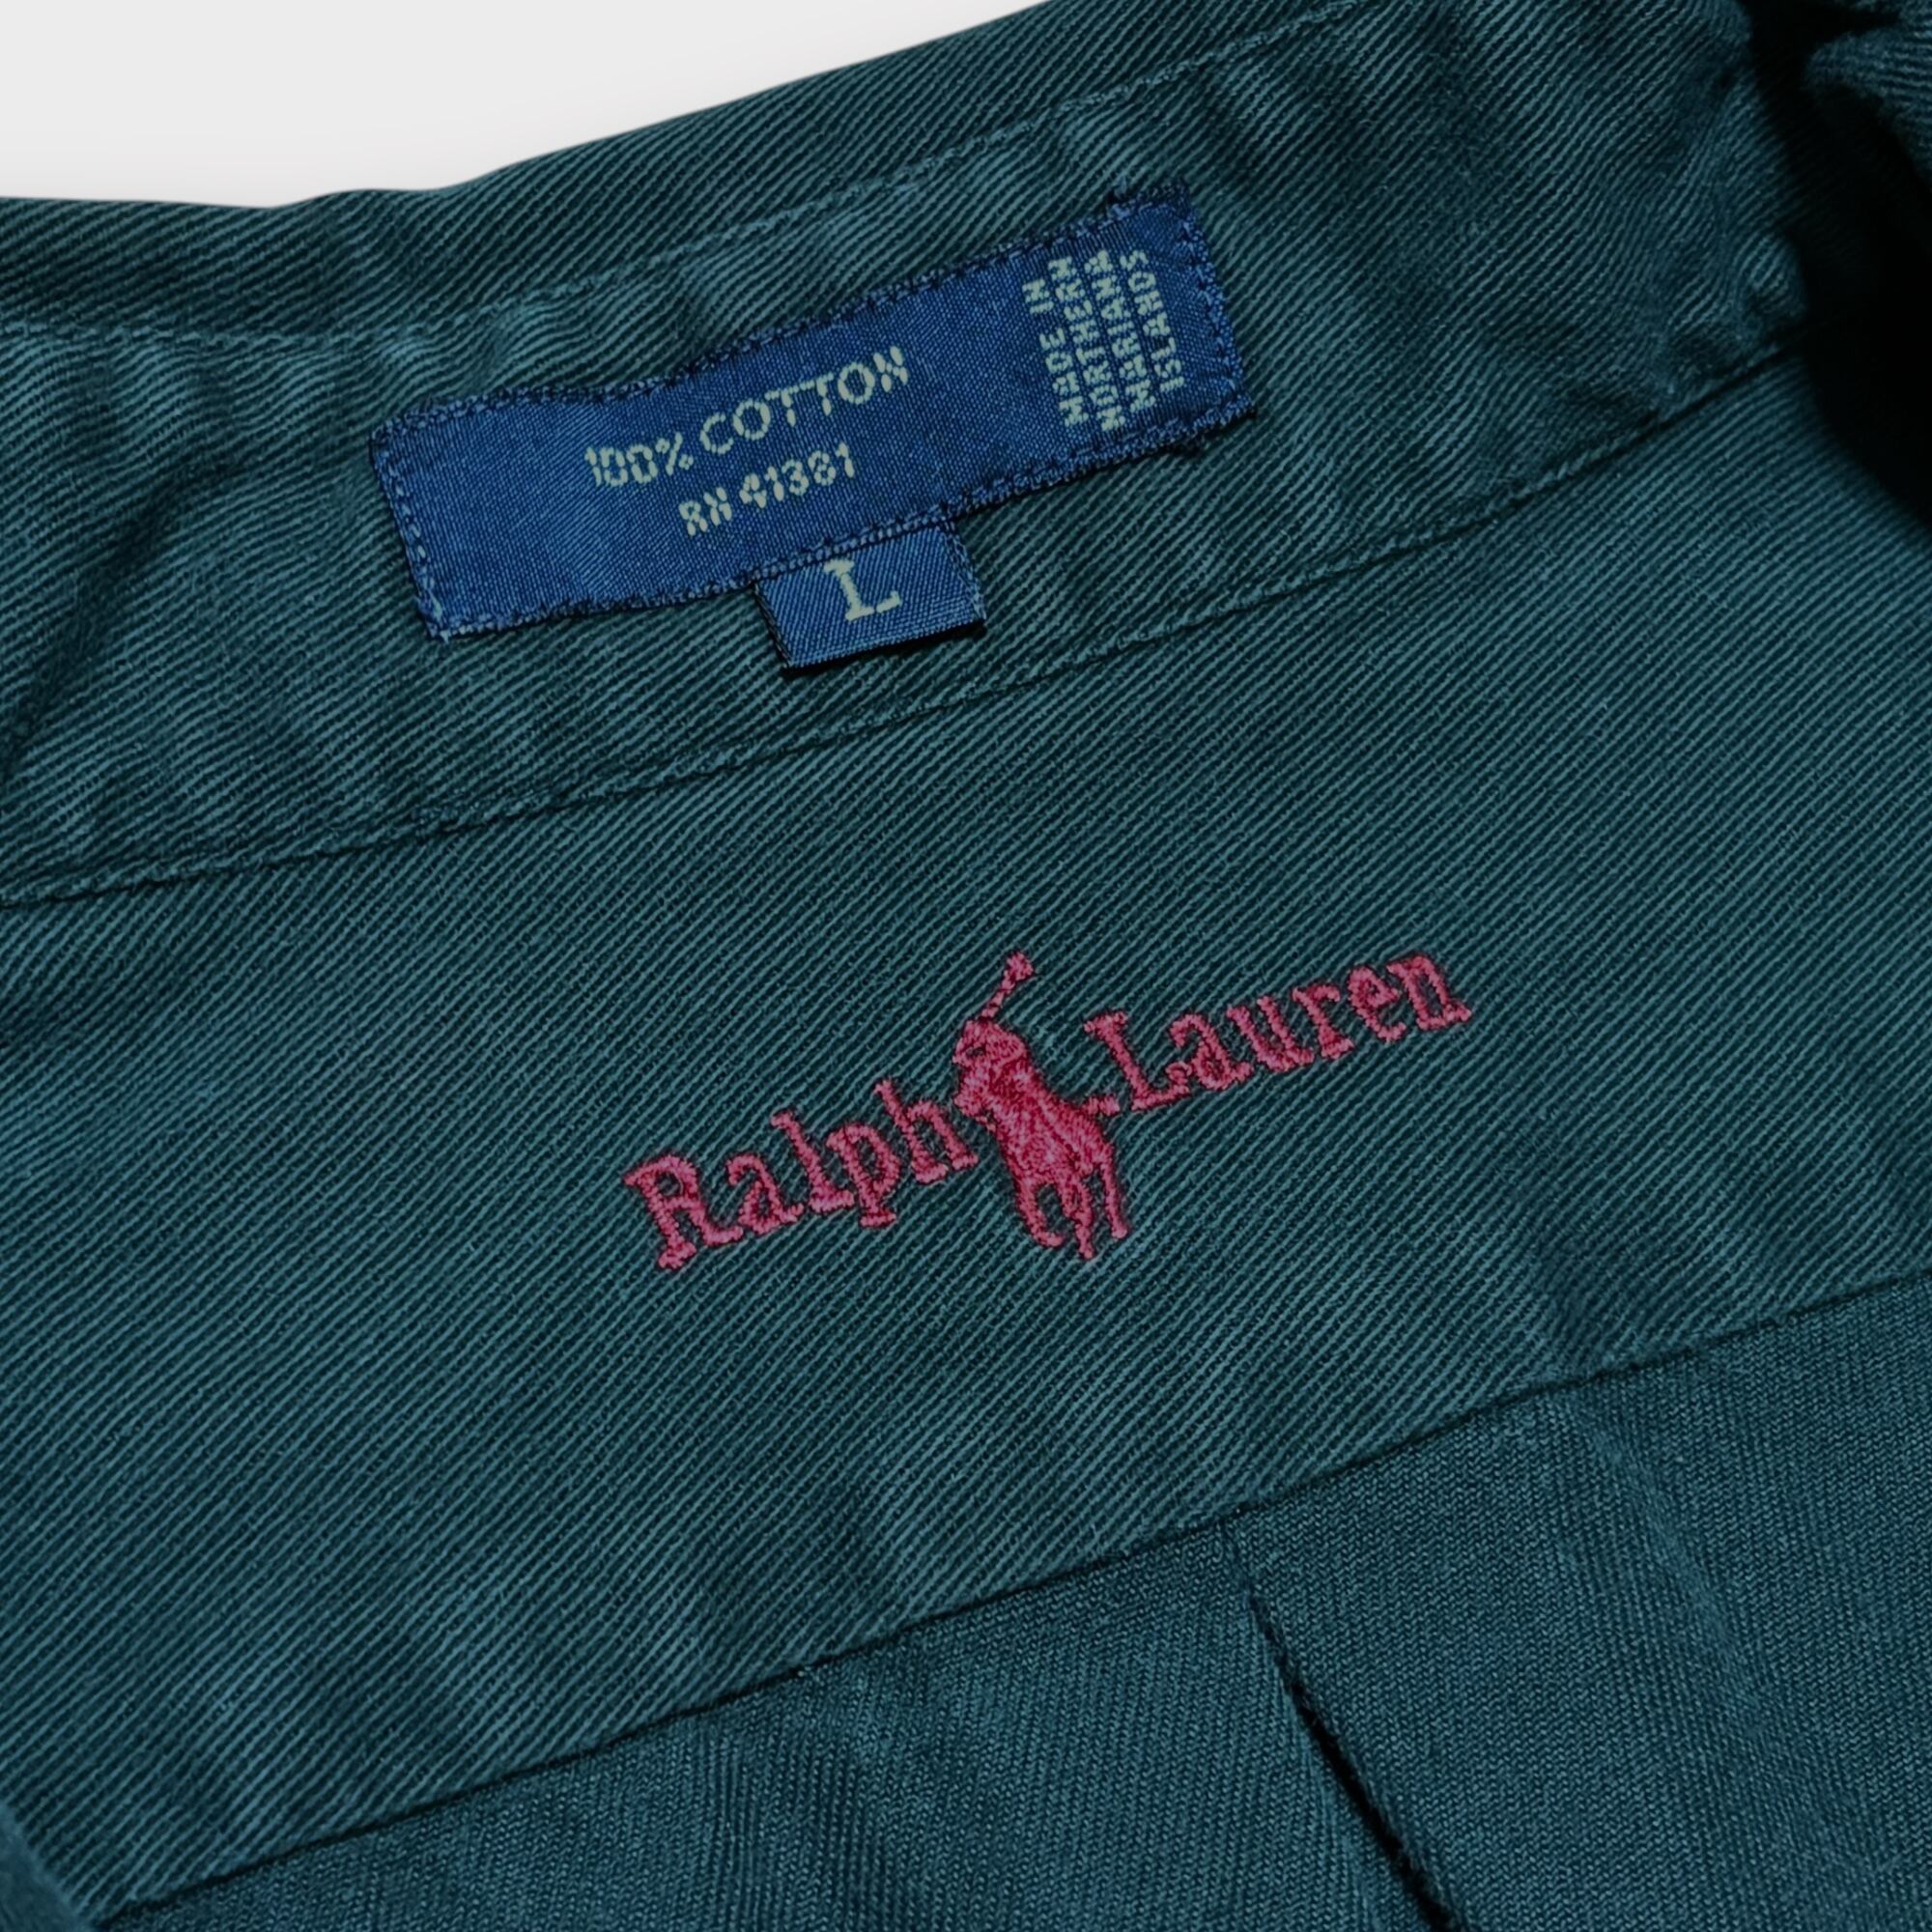 100% COTTON
RN 41381
MADE IN
NORTHERN
MARIANA
ISLANDS
L
Ralph Lauren